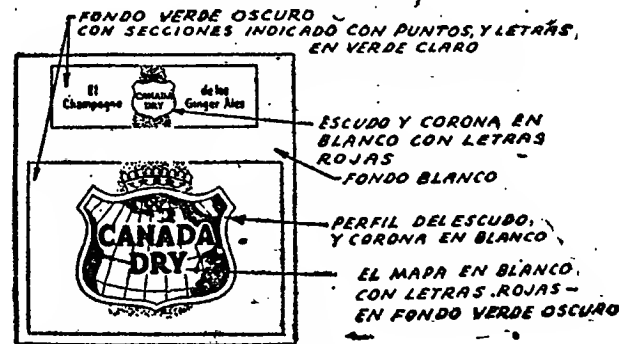 FONDO VERDE OSCURO
CON SECCIONES INDICADO CON PUNTOS, Y LETRAS,
EN VERDE CLARO
El
Champagne
CANADA
DRY
de los
Ginger Ales
ESCUDO Y CORONA EN
BLANCO CON LETRAS
ROJAS
FONDO BLANCO
CANADA
DRY
PERFIL DEL ESCUDO,
Y CORONA EN BLANCO
EL MAPA EN BLANCO,
CON LETRAS ROJAS-
EN FONDO VERDE OSCURO